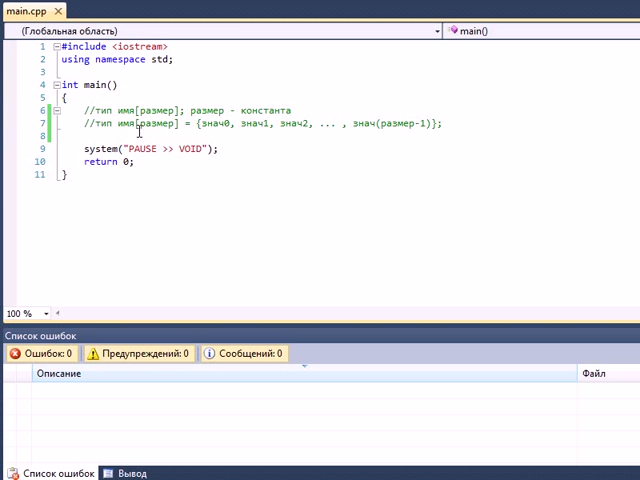 main.cpp
(Глобальная область)
main()
1 #include <iostream>
2 using namespace std;
3
4 int main()
5 {
6 //тип имя[размер]; размер - константа
7 //тип имя[размер] = {знач0, знач1, знач2, ... , знач(размер-1)};
8
9 system("PAUSE >> VOID");
10 return 0;
11 }
100 %
Список ошибок
Ошибок: 0
Предупреждений: 0
Сообщений: 0
Описание
Файл
Список ошибок
Вывод